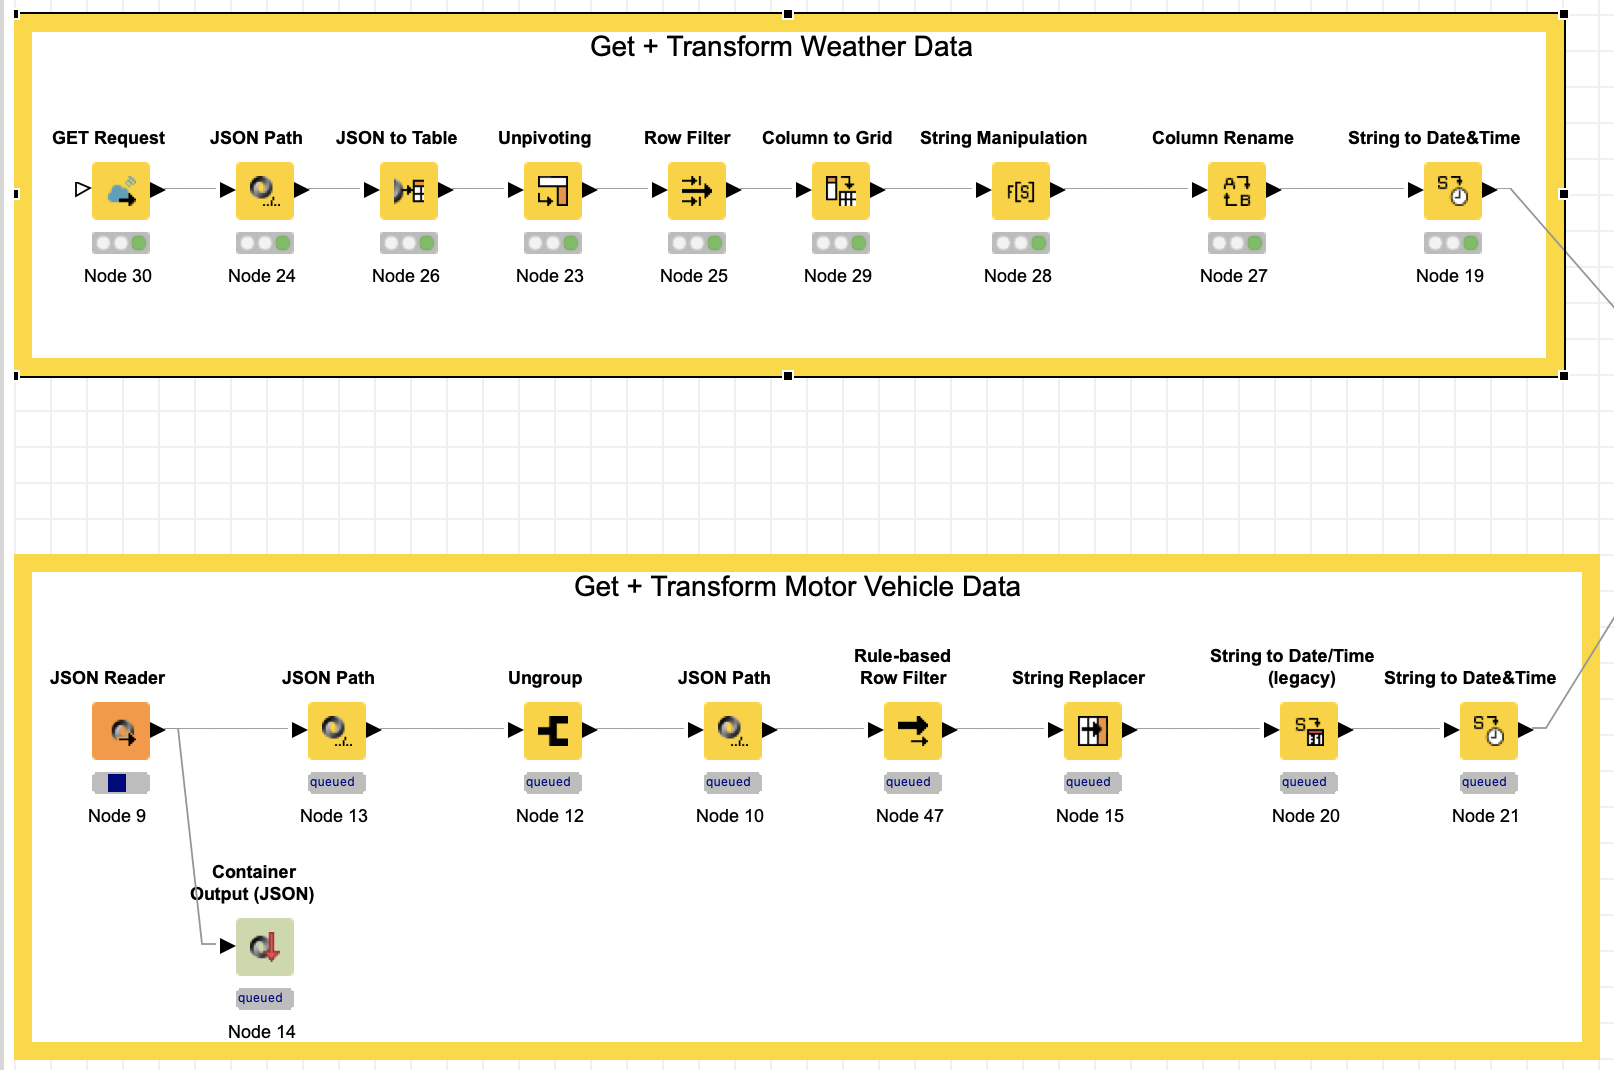 Get + Transform Weather Data
GET Request
JSON Path
JSON to Table
Unpivoting
Row Filter
Column to Grid
String Manipulation
Column Rename
String to Date&Time
F[S]
A
B
S
Node 30
Node 24
Node 26
Node 23
Node 25
Node 29
Node 28
Node 27
Node 19
Get + Transform Motor Vehicle Data
JSON Reader
JSON Path
Ungroup
JSON Path
Rule-based
Row Filter
String Replacer
String to Date/Time
(legacy)
String to Date&Time
S
31
S
queued
queued
queued
queued
queued
queued
queued
Node 9
Node 13
Node 12
Node 10
Node 47
Node 15
Node 20
Node 21
Container
Output (JSON)
queued
Node 14